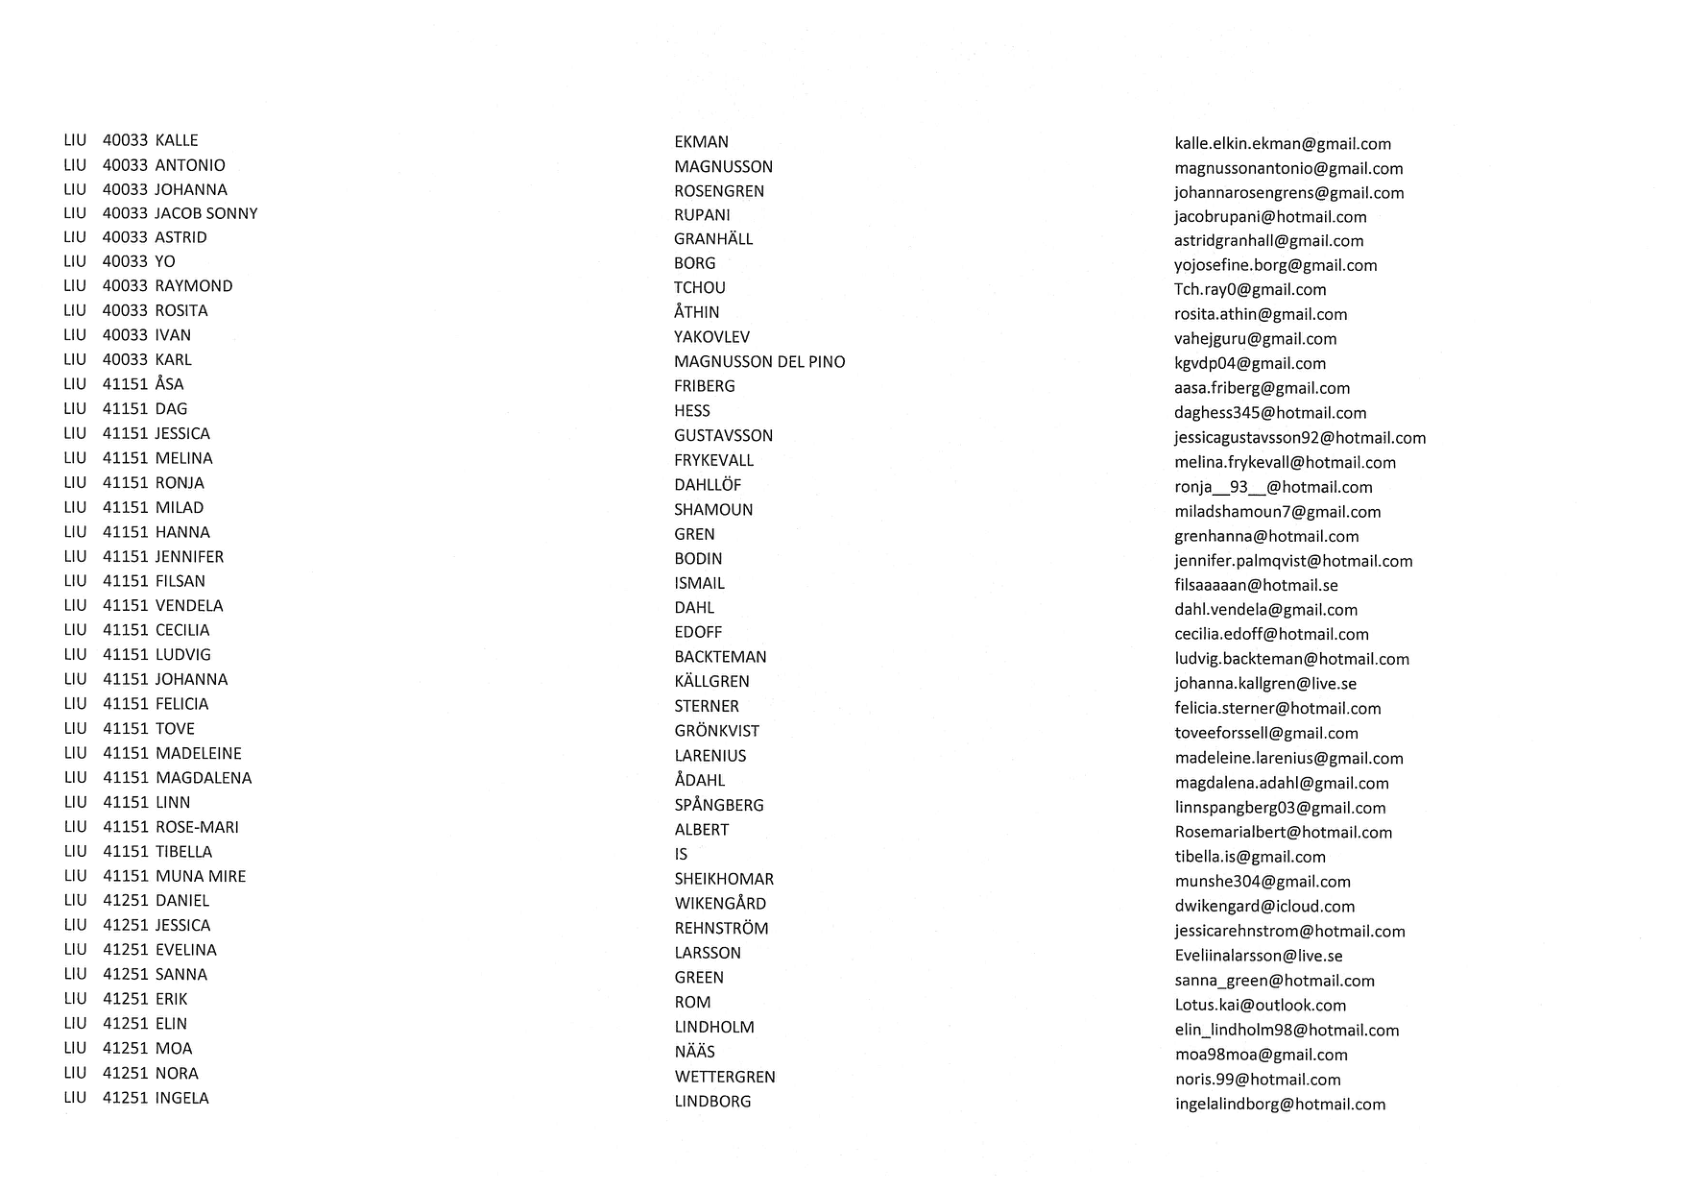 LIU 40033 KALLE EKMAN kalle.elkin.ekman@gmail.com
LIU 40033 ANTONIO MAGNUSSON magnussonantonio@gmail.com
LIU 40033 JOHANNA ROSENGREN johannarosengrens@gmail.com
LIU 40033 JACOB SONNY RUPANI jacobrupani@hotmail.com
LIU 40033 ASTRID GRANHÄLL astridgranhall@gmail.com
LIU 40033 YO BORG yojosefine.borg@gmail.com
LIU 40033 RAYMOND TCHOU Tch.ray0@gmail.com
LIU 40033 ROSITA ÅTHIN rosita.athin@gmail.com
LIU 40033 IVAN YAKOVLEV vahejguru@gmail.com
LIU 40033 KARL MAGNUSSON DEL PINO kgvdp04@gmail.com
LIU 41151 ÅSA FRIBERG aasa.friberg@gmail.com
LIU 41151 DAG HESS daghess345@hotmail.com
LIU 41151 JESSICA GUSTAVSSON jessicagustavsson92@hotmail.com
LIU 41151 MELINA FRYKEVALL melina.frykevall@hotmail.com
LIU 41151 RONJA DAHLLÖF ronja__93__@hotmail.com
LIU 41151 MILAD SHAMOUN miladshamoun7@gmail.com
LIU 41151 HANNA GREN grenhanna@hotmail.com
LIU 41151 JENNIFER BODIN jennifer.palmqvist@hotmail.com
LIU 41151 FILSAN ISMAIL filsaaaaan@hotmail.se
LIU 41151 VENDELA DAHL dahl.vendela@gmail.com
LIU 41151 CECILIA EDOFF cecilia.edoff@hotmail.com
LIU 41151 LUDVIG BACKTEMAN ludvig.backteman@hotmail.com
LIU 41151 JOHANNA KÄLLGREN johanna.kallgren@live.se
LIU 41151 FELICIA STERNER felicia.sterner@hotmail.com
LIU 41151 TOVE GRÖNKVIST toveeforssell@gmail.com
LIU 41151 MADELEINE LARENIUS madeleine.larenius@gmail.com
LIU 41151 MAGDALENA ÅDAHL magdalena.adahl@gmail.com
LIU 41151 LINN SPÅNGBERG linnspangberg03@gmail.com
LIU 41151 ROSE-MARI ALBERT Rosemarialbert@hotmail.com
LIU 41151 TIBELLA IS tibella.is@gmail.com
LIU 41151 MUNA MIRE SHEIKHOMAR munshe304@gmail.com
LIU 41251 DANIEL WIKENGÅRD dwikengard@icloud.com
LIU 41251 JESSICA REHNSTRÖM jessicarehnstrom@hotmail.com
LIU 41251 EVELINA LARSSON Eveliinalarsson@live.se
LIU 41251 SANNA GREEN sanna_green@hotmail.com
LIU 41251 ERIK ROM Lotus.kai@outlook.com
LIU 41251 ELIN LINDHOLM elin_lindholm98@hotmail.com
LIU 41251 MOA NÄÄS moa98moa@gmail.com
LIU 41251 NORA WETTERGREN noris.99@hotmail.com
LIU 41251 INGELA LINDBORG ingelalindborg@hotmail.com